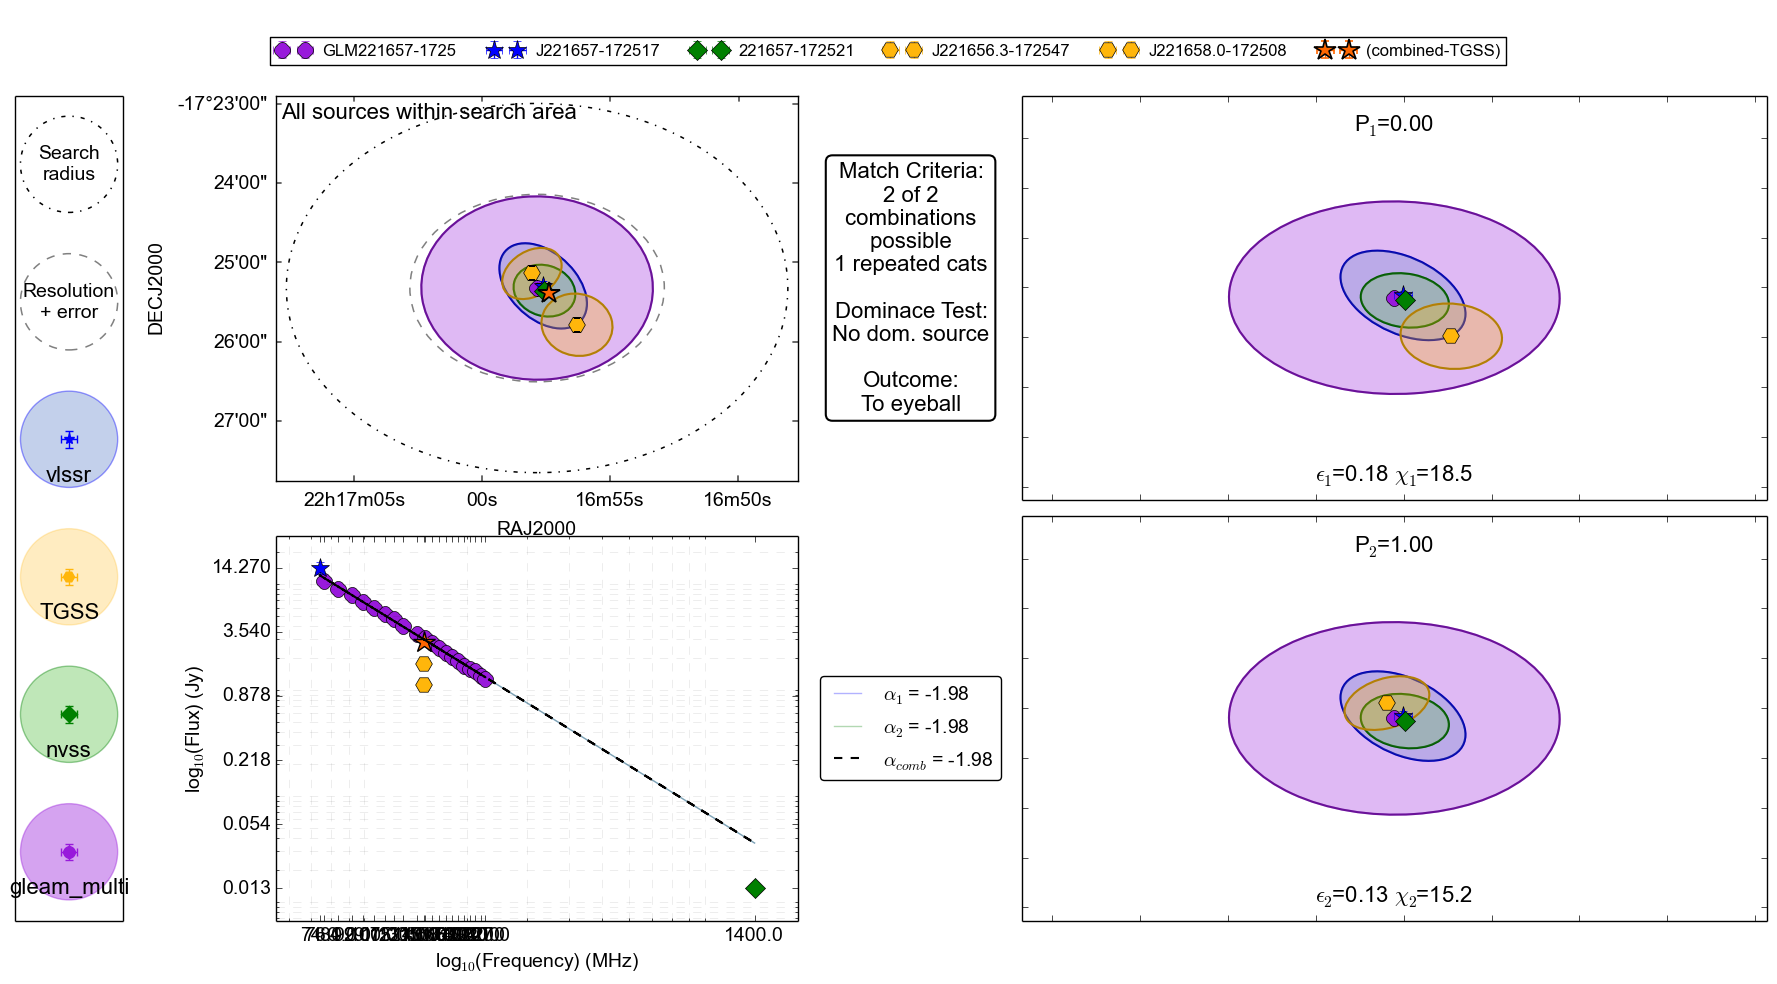 GLM221657-1725
J221657-172517
221657-172521
J221656.3-172547
J221658.0-172508
(combined-TGSS)
Search
radius
Resolution
+ error
vlssr
TGSS
nvss
gleam_multi
All sources within search area
DECJ2000
-17°23'00"
24'00"
25'00"
26'00"
27'00"
22h17m05s
00s
16m55s
16m50s
RAJ2000
Match Criteria:
2 of 2
combinations
possible
1 repeated cats
Dominace Test:
No dom. source
Outcome:
To eyeball
P₁=0.00
ϵ₁=0.18 χ₁=18.5
log₁₀(Flux) (Jy)
14.270
3.540
0.878
0.218
0.054
0.013
1400.0
log₁₀(Frequency) (MHz)
α₁ = -1.98
α₂ = -1.98
α_comb = -1.98
P₂=1.00
ϵ₂=0.13 χ₂=15.2